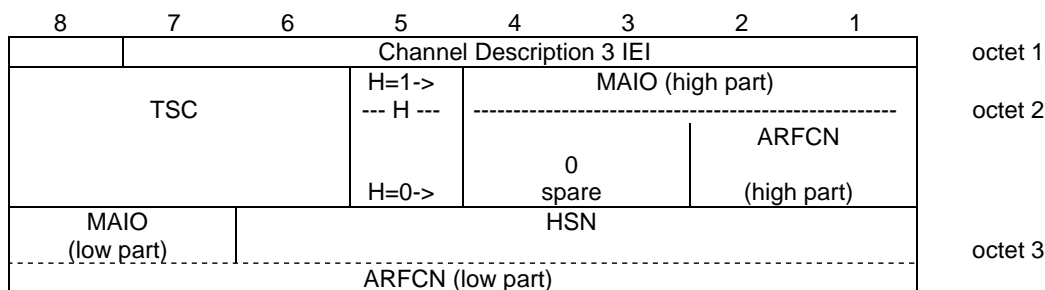 8 7 6 5 4 3 2 1
Channel Description 3 IEI octet 1
H=1-> MAIO (high part)
TSC --- H --- ----------------------------------------------------- octet 2
ARFCN
0
H=0-> spare (high part)
MAIO HSN
(low part) octet 3
ARFCN (low part)